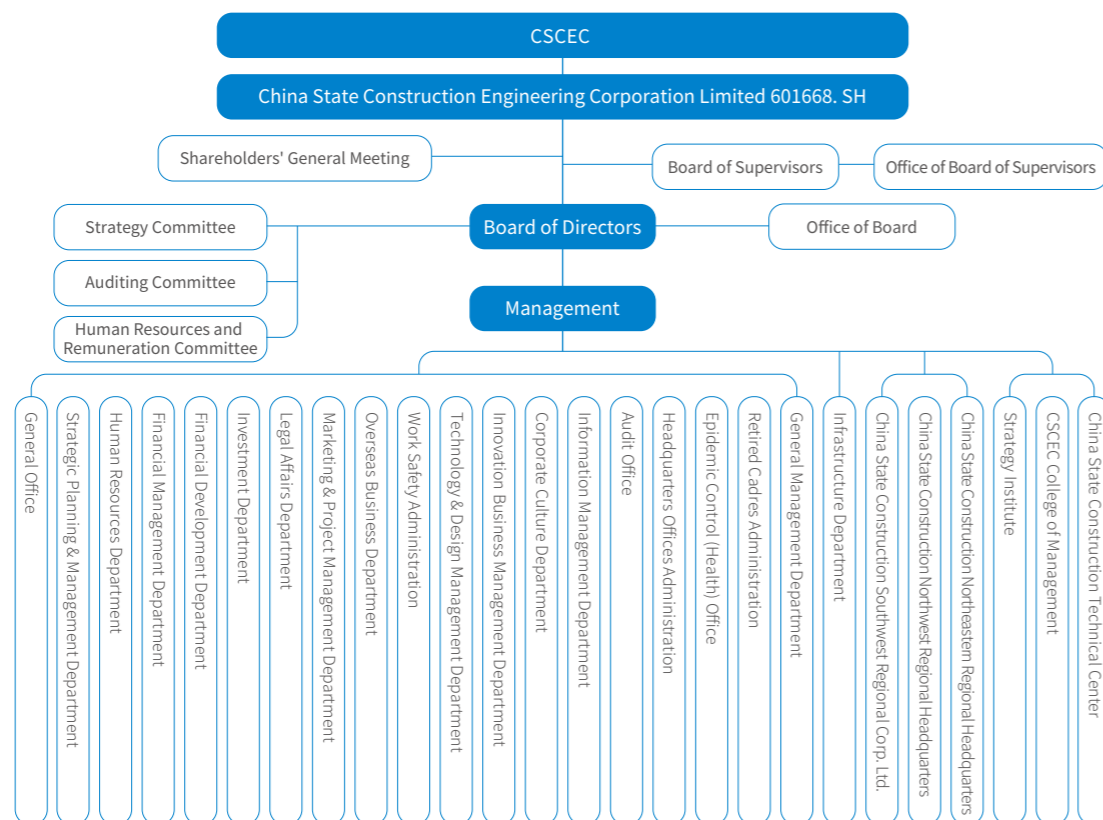 CSCEC
China State Construction Engineering Corporation Limited 601668. SH
Shareholders' General Meeting
Board of Supervisors
Office of Board of Supervisors
Strategy Committee
Board of Directors
Office of Board
Auditing Committee
Management
Human Resources and
Remuneration Committee
General Office
Strategic Planning & Management Department
Human Resources Department
Financial Management Department
Financial Development Department
Investment Department
Legal Affairs Department
Marketing & Project Management Department
Overseas Business Department
Work Safety Administration
Technology & Design Management Department
Innovation Business Management Department
Corporate Culture Department
Information Management Department
Audit Office
Headquarters Offices Administration
Epidemic Control (Health) Office
Retired Cadres Administration
General Management Department
Infrastructure Department
China State Construction Southwest Regional Corp. Ltd.
China State Construction Northwest Regional Headquarters
China State Construction Northeastern Regional Headquarters
Strategy Institute
CSCEC College of Management
China State Construction Technical Center